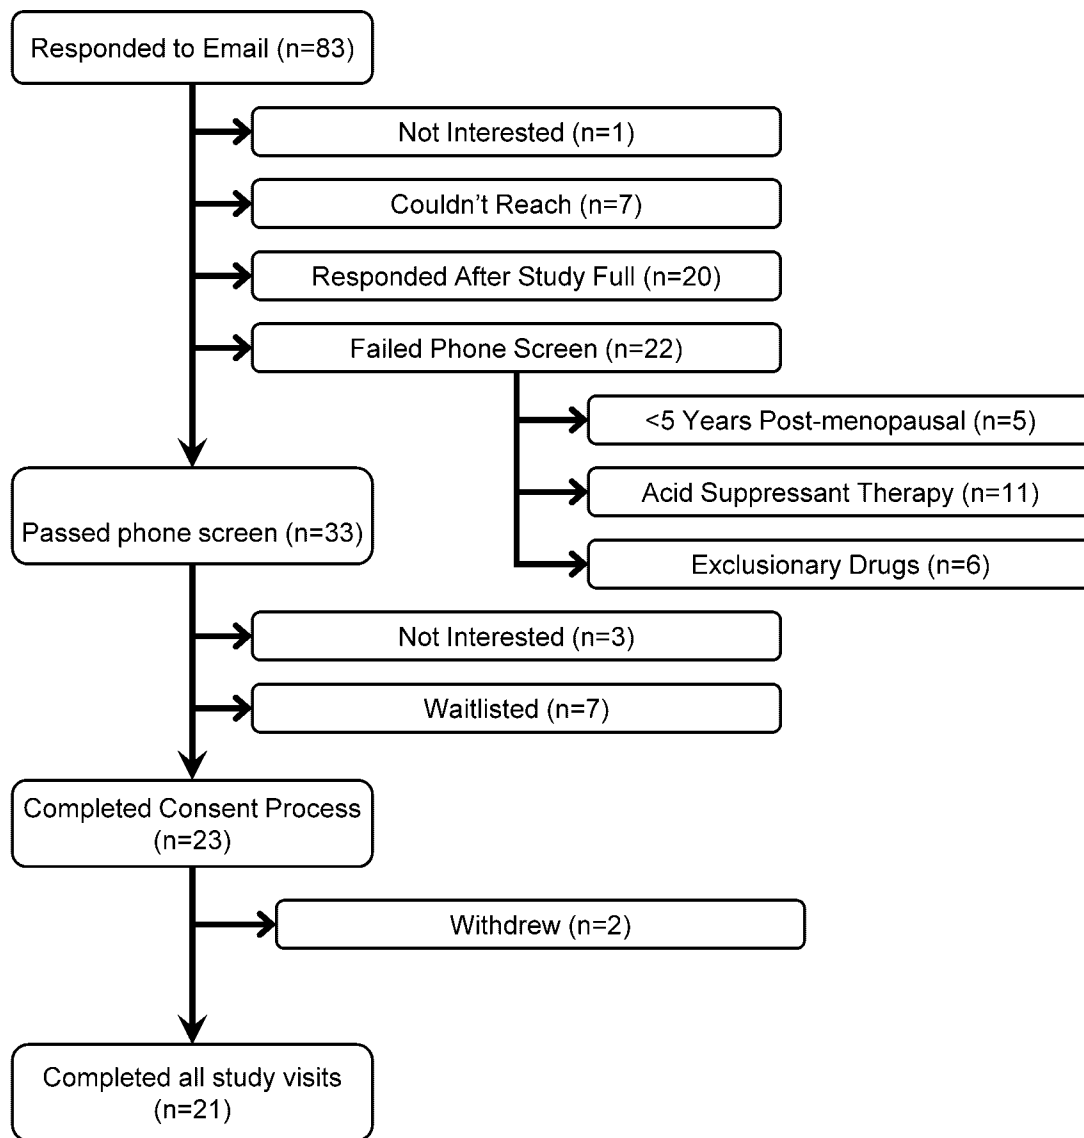 Responded to Email (n=83)
Not Interested (n=1)
Couldn’t Reach (n=7)
Responded After Study Full (n=20)
Failed Phone Screen (n=22)
<5 Years Post-menopausal (n=5)
Acid Suppressant Therapy (n=11)
Exclusionary Drugs (n=6)
Passed phone screen (n=33)
Not Interested (n=3)
Waitlisted (n=7)
Completed Consent Process
(n=23)
Withdrew (n=2)
Completed all study visits
(n=21)